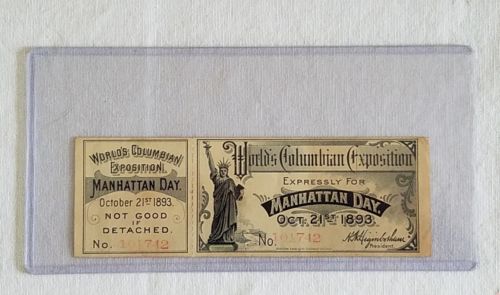 World's Columbian
Exposition
Manhattan Day.
October 21ST 1893.
NOT GOOD
IF
DETACHED.
No. 101742
World's Columbian Exposition
EXPRESSLY FOR
MANHATTAN DAY.
OCT. 21ST 1893.
No. 101742
H.N. Higinbotham
President.